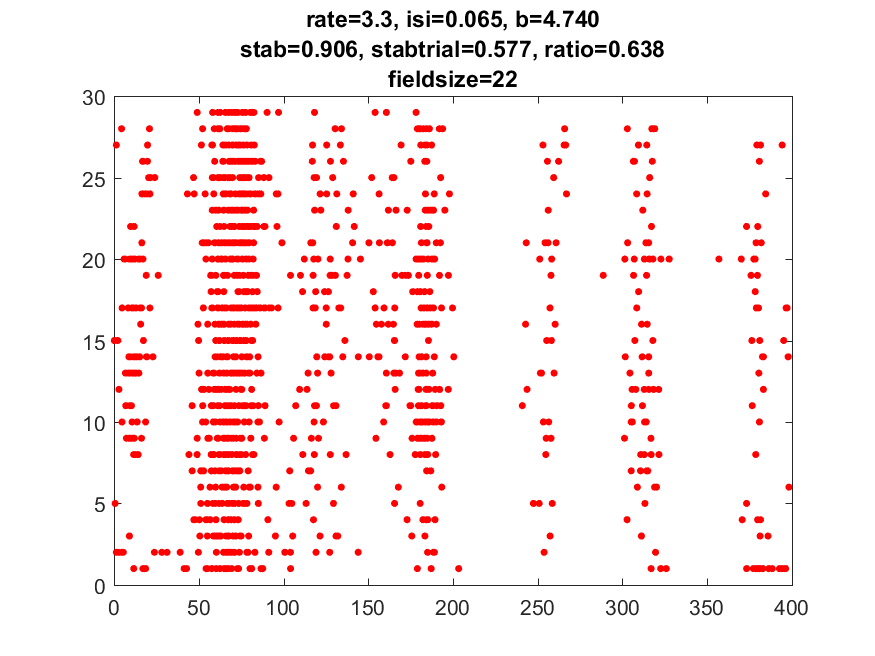 rate=3.3, isi=0.065, b=4.740
stab=0.906, stabtrial=0.577, ratio=0.638
fieldsize=22
30
25
20
15
10
5
0
0 50 100 150 200 250 300 350 400